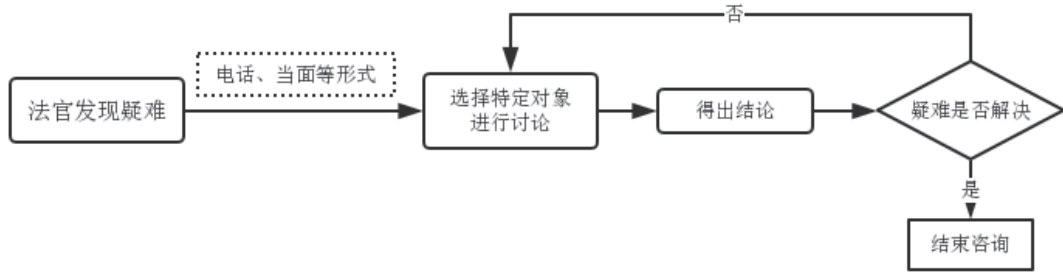 否
电话、当面等形式
法官发现疑难
选择特定对象
进行讨论
得出结论
疑难是否解决
是
结束咨询